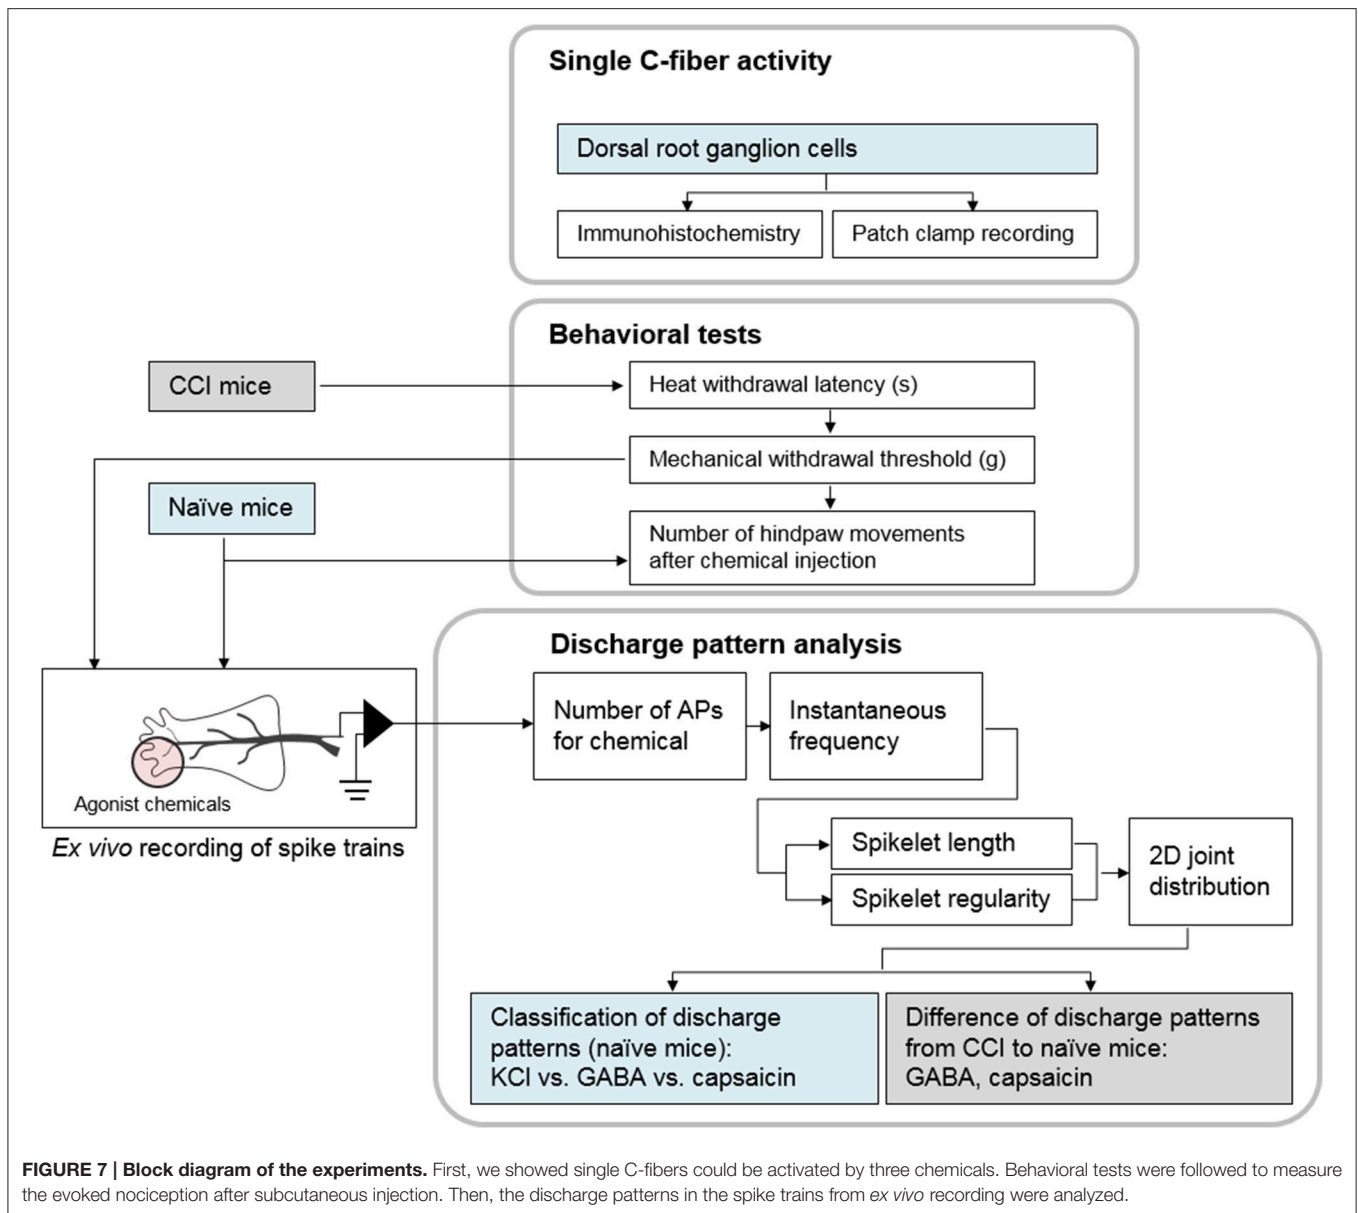 Single C-fiber activity
Dorsal root ganglion cells
Immunohistochemistry
Patch clamp recording
Behavioral tests
CCI mice
Heat withdrawal latency (s)
Mechanical withdrawal threshold (g)
Naïve mice
Number of hindpaw movements
after chemical injection
Discharge pattern analysis
Agonist chemicals
Ex vivo recording of spike trains
Number of APs
for chemical
Instantaneous
frequency
Spikelet length
Spikelet regularity
2D joint
distribution
Classification of discharge
patterns (naïve mice):
KCl vs. GABA vs. capsaicin
Difference of discharge patterns
from CCI to naïve mice:
GABA, capsaicin
FIGURE 7 | Block diagram of the experiments. First, we showed single C-fibers could be activated by three chemicals. Behavioral tests were followed to measure
the evoked nociception after subcutaneous injection. Then, the discharge patterns in the spike trains from ex vivo recording were analyzed.